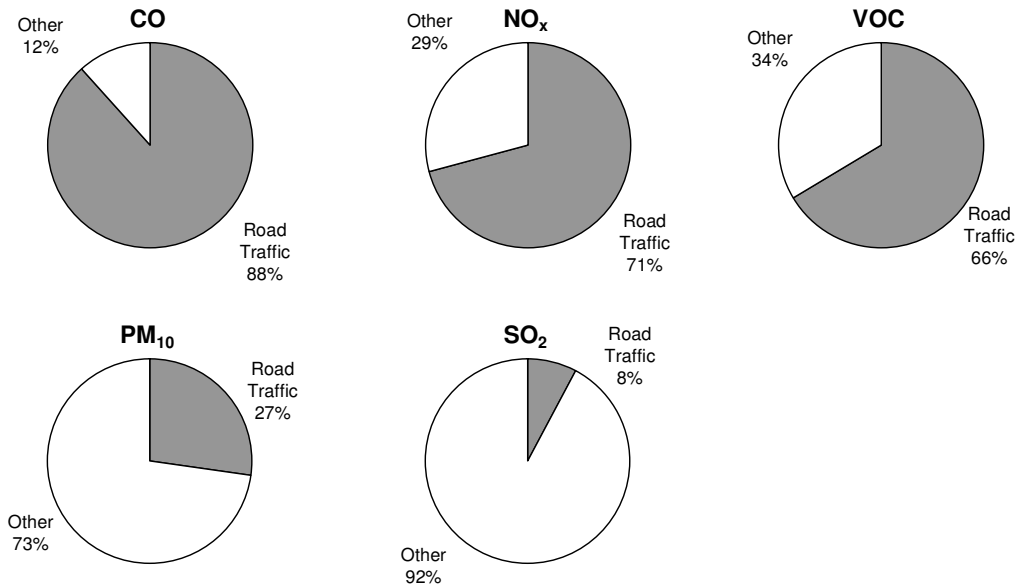 CO
Other
12%
Road
Traffic
88%
NOₓ
Other
29%
Road
Traffic
71%
VOC
Other
34%
Road
Traffic
66%
PM₁₀
Road
Traffic
27%
Other
73%
SO₂
Road
Traffic
8%
Other
92%